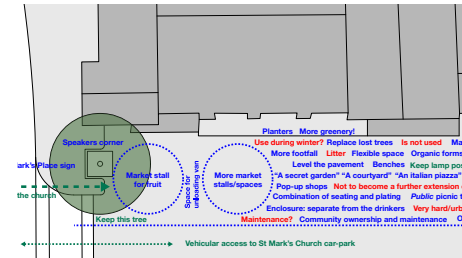 Planters More greenery!
Use during winter? Replace lost trees Is not used Ma
Speakers corner
More footfall Litter Flexible space Organic forms
ark's Place sign
Level the pavement Benches Keep lamp pos
Market stall for fruit
Space for unloading van
More market stalls/spaces
"A secret garden" "A courtyard" "An italian piazza"
Pop-up shops Not to become a further extension
the church
Combination of seating and plating Public picnic t
Enclosure: separate from the drinkers Very hard/urb
Keep this tree
Maintenance? Community ownership and maintenance O
Vehicular access to St Mark's Church car-park